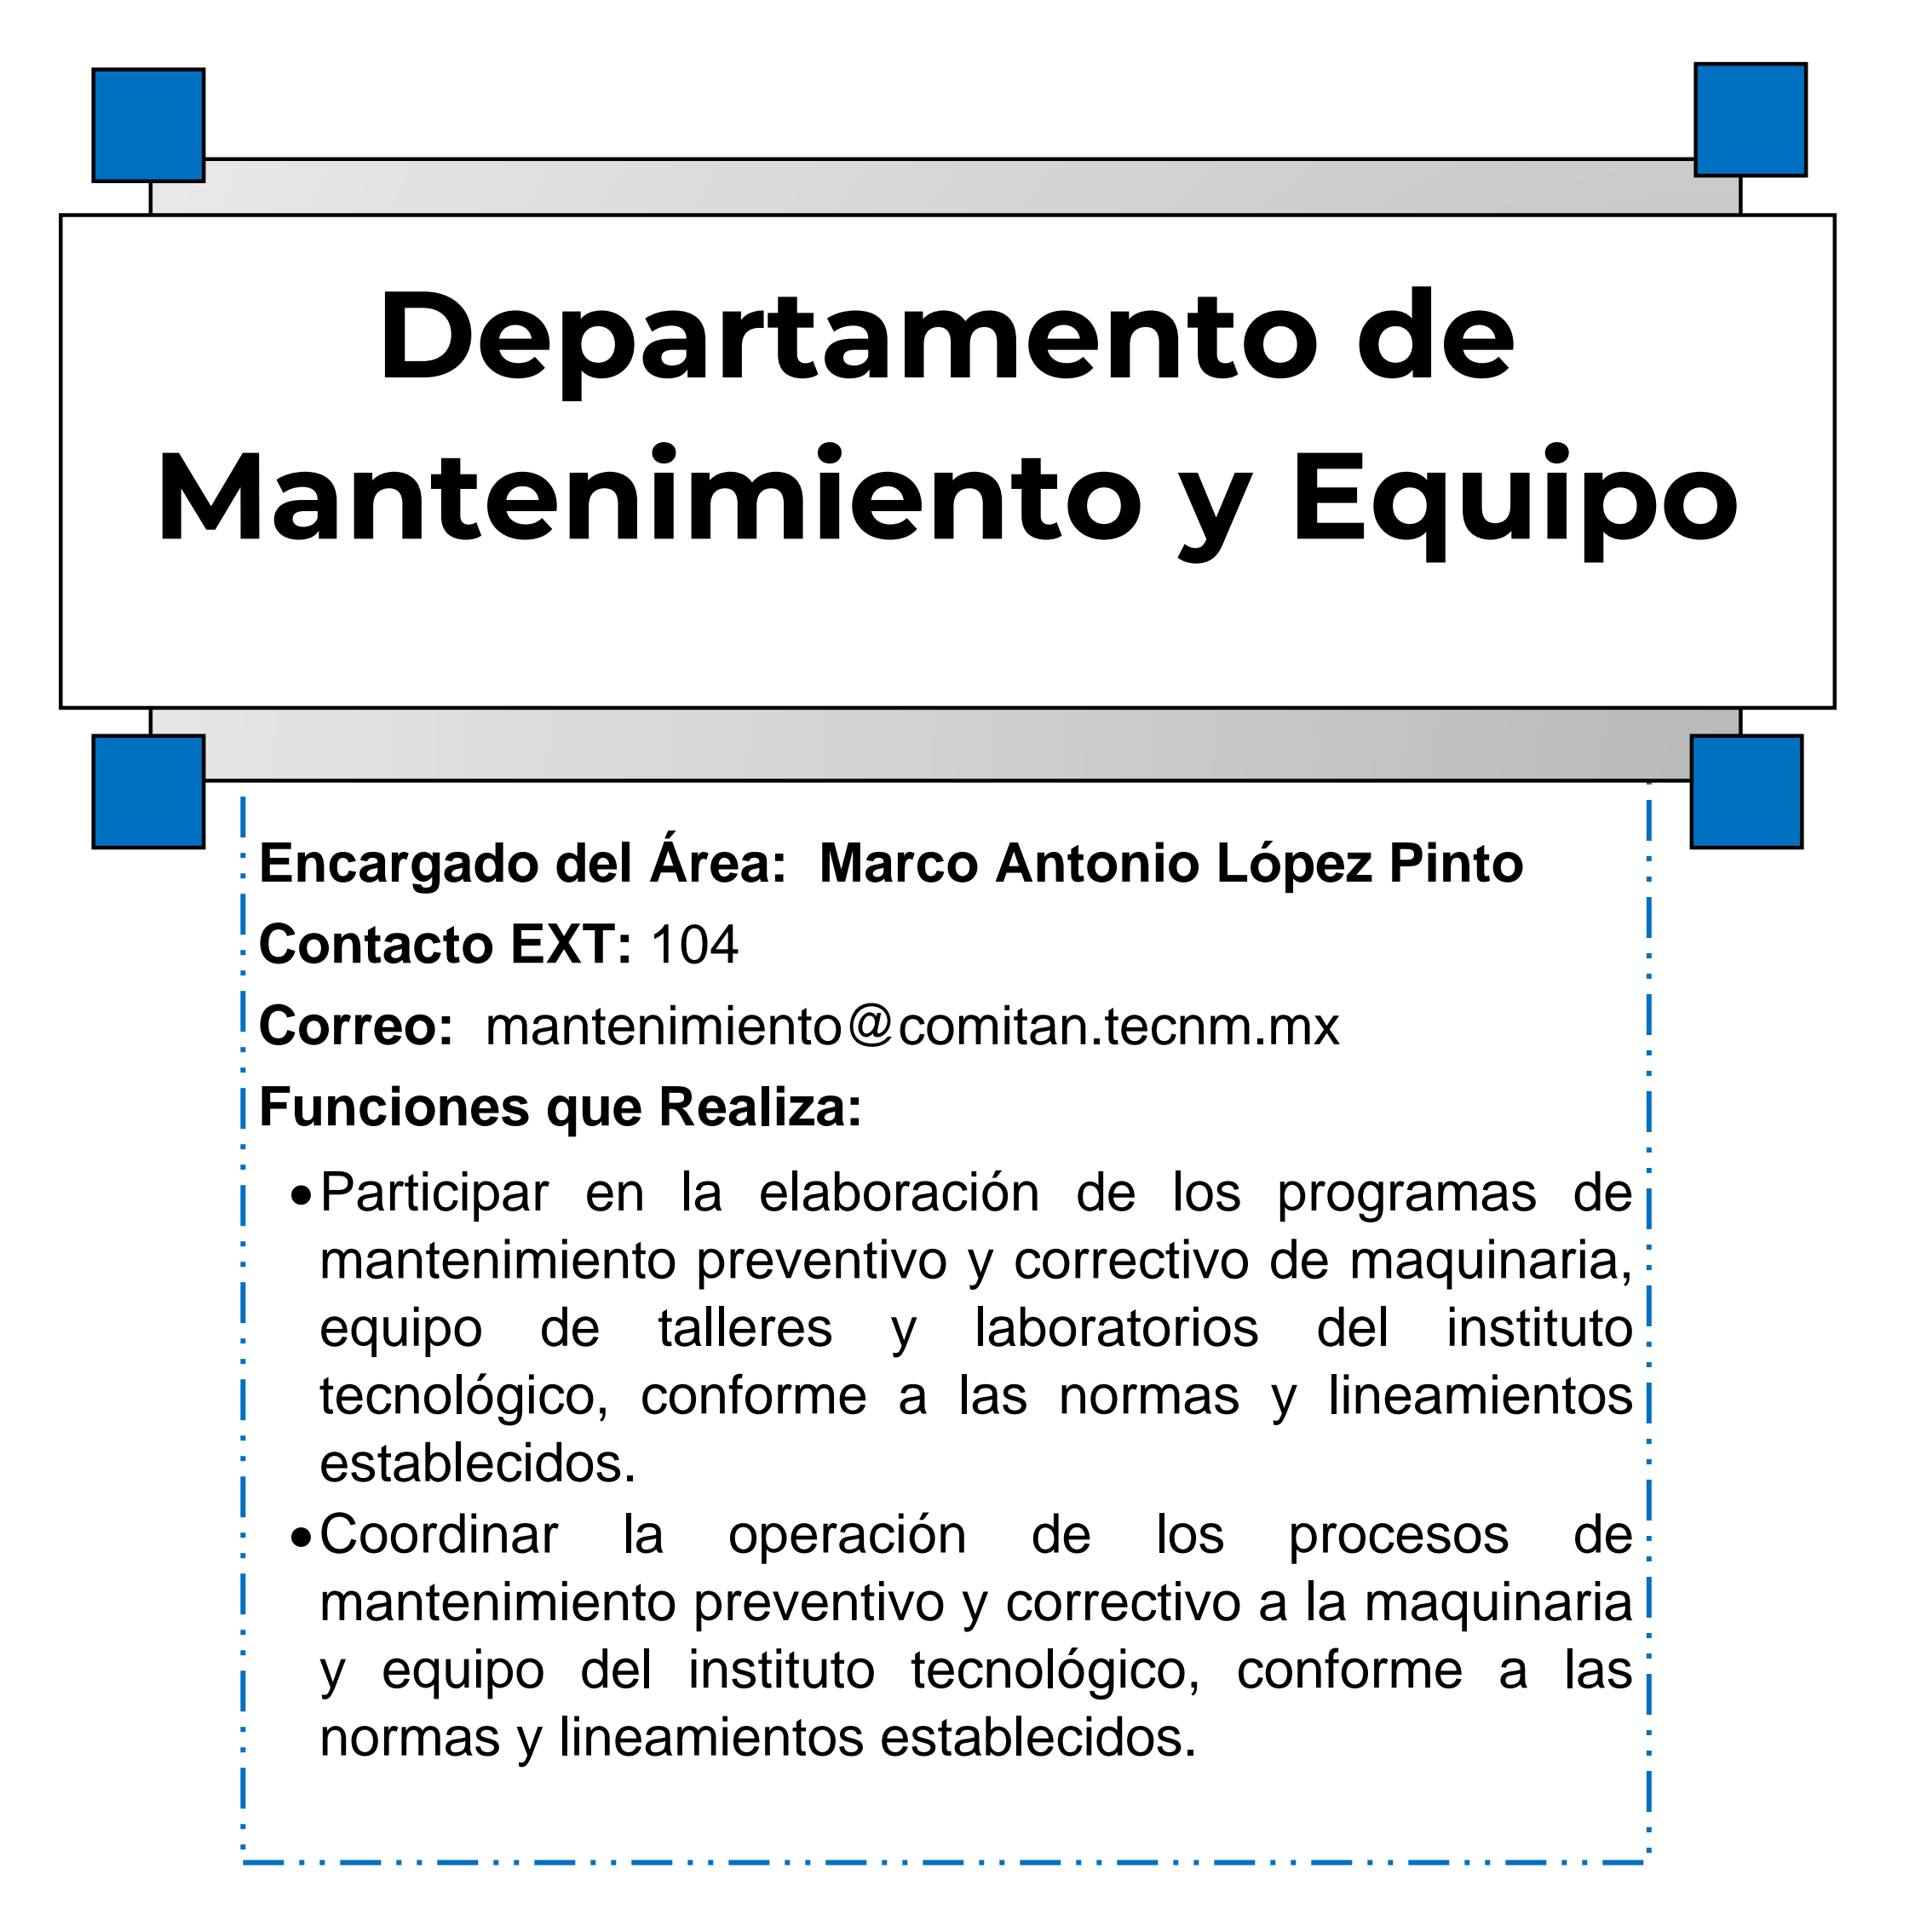 Departamento de
Mantenimiento y Equipo
Encargado del Área: Marco Antonio López Pinto
Contacto EXT: 104
Correo: mantenimiento@comitan.tecnm.mx
Funciones que Realiza:
•Participar en la elaboración de los programas de
mantenimiento preventivo y correctivo de maquinaria,
equipo de talleres y laboratorios del instituto
tecnológico, conforme a las normas y lineamientos
establecidos.
•Coordinar la operación de los procesos de
mantenimiento preventivo y correctivo a la maquinaria
y equipo del instituto tecnológico, conforme a las
normas y lineamientos establecidos.